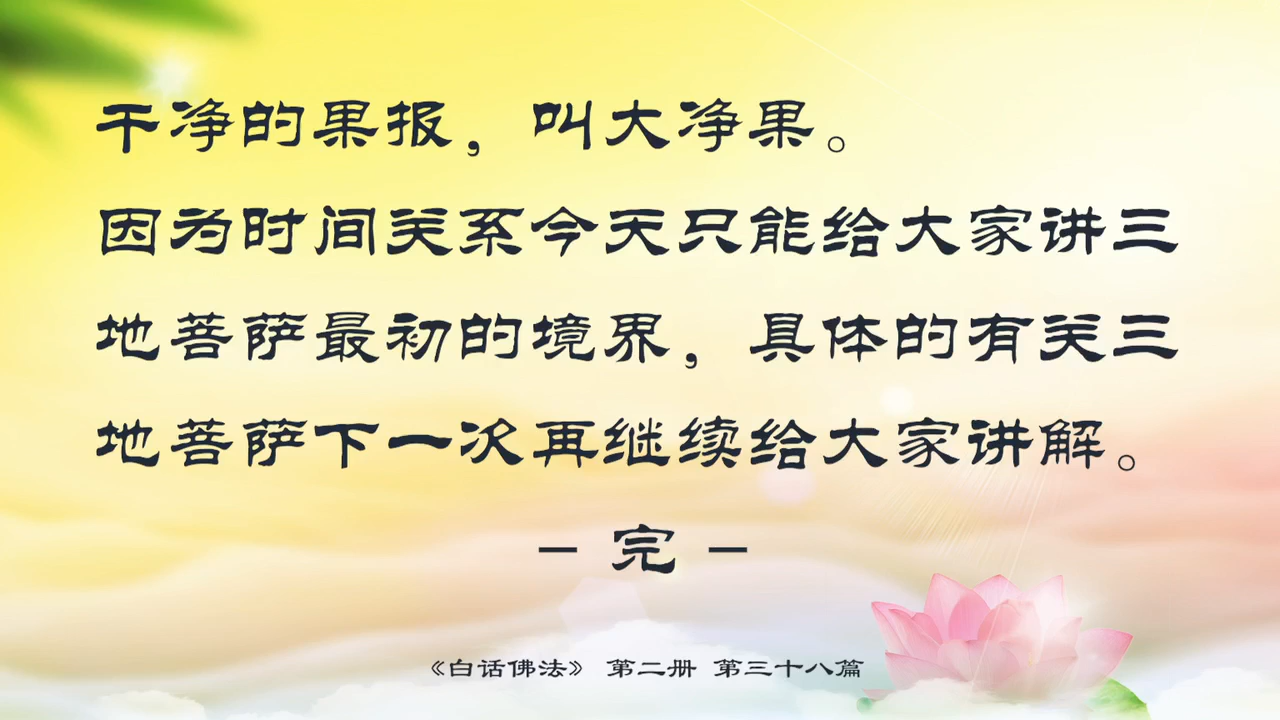 干净的果报，叫大净果。
因为时间关系今天只能给大家讲三
地菩萨最初的境界，具体的有关三
地菩萨下一次再继续给大家讲解。
– 完 –
《白话佛法》 第二册 第三十八篇